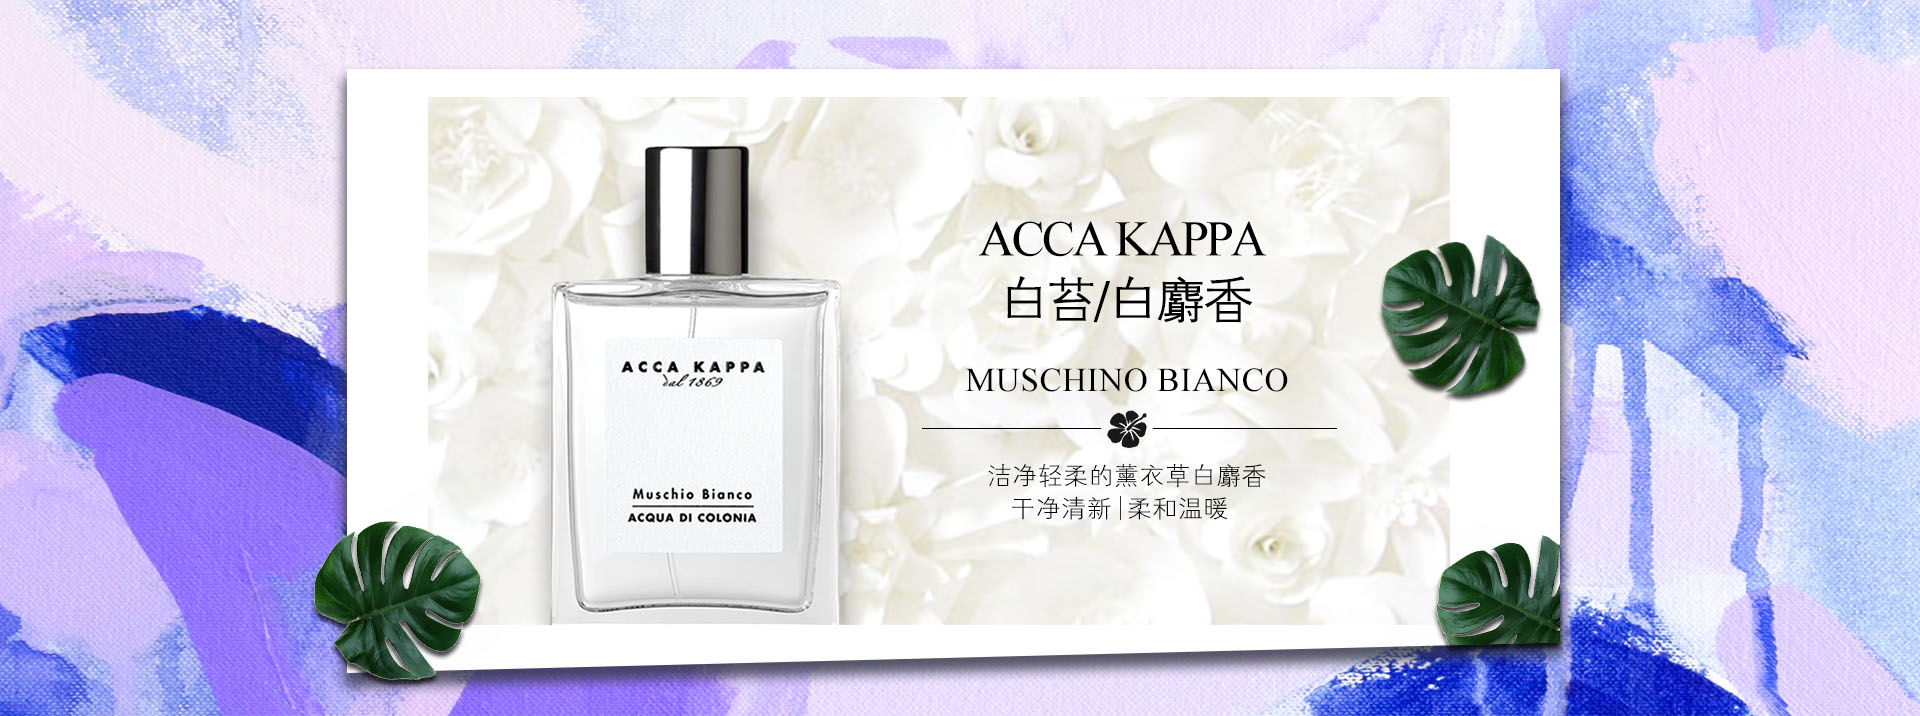 ACCA KAPPA
dal 1869
Muschio Bianco
ACQUA DI COLONIA
ACCA KAPPA
白苔/白麝香
MUSCHINO BIANCO
洁净轻柔的薰衣草白麝香
干净清新|柔和温暖